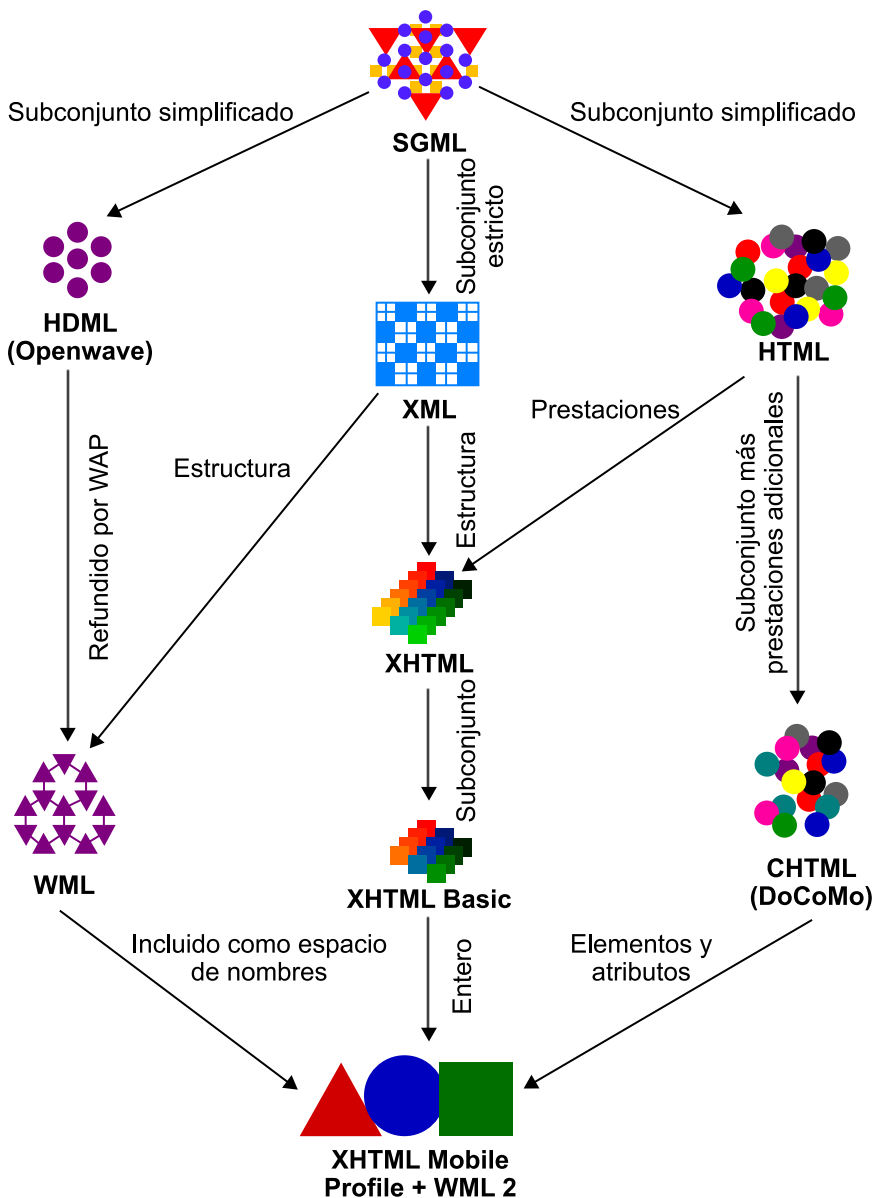 Subconjunto simplificado
Subconjunto simplificado
SGML
Subconjunto
estricto
HDML
(Openwave)
XML
HTML
Prestaciones
Estructura
Estructura
Refundido por WAP
Subconjunto más
prestaciones adicionales
XHTML
Subconjunto
WML
XHTML Basic
CHTML
(DoCoMo)
Incluido como espacio
de nombres
Entero
Elementos y
atributos
XHTML Mobile
Profile + WML 2